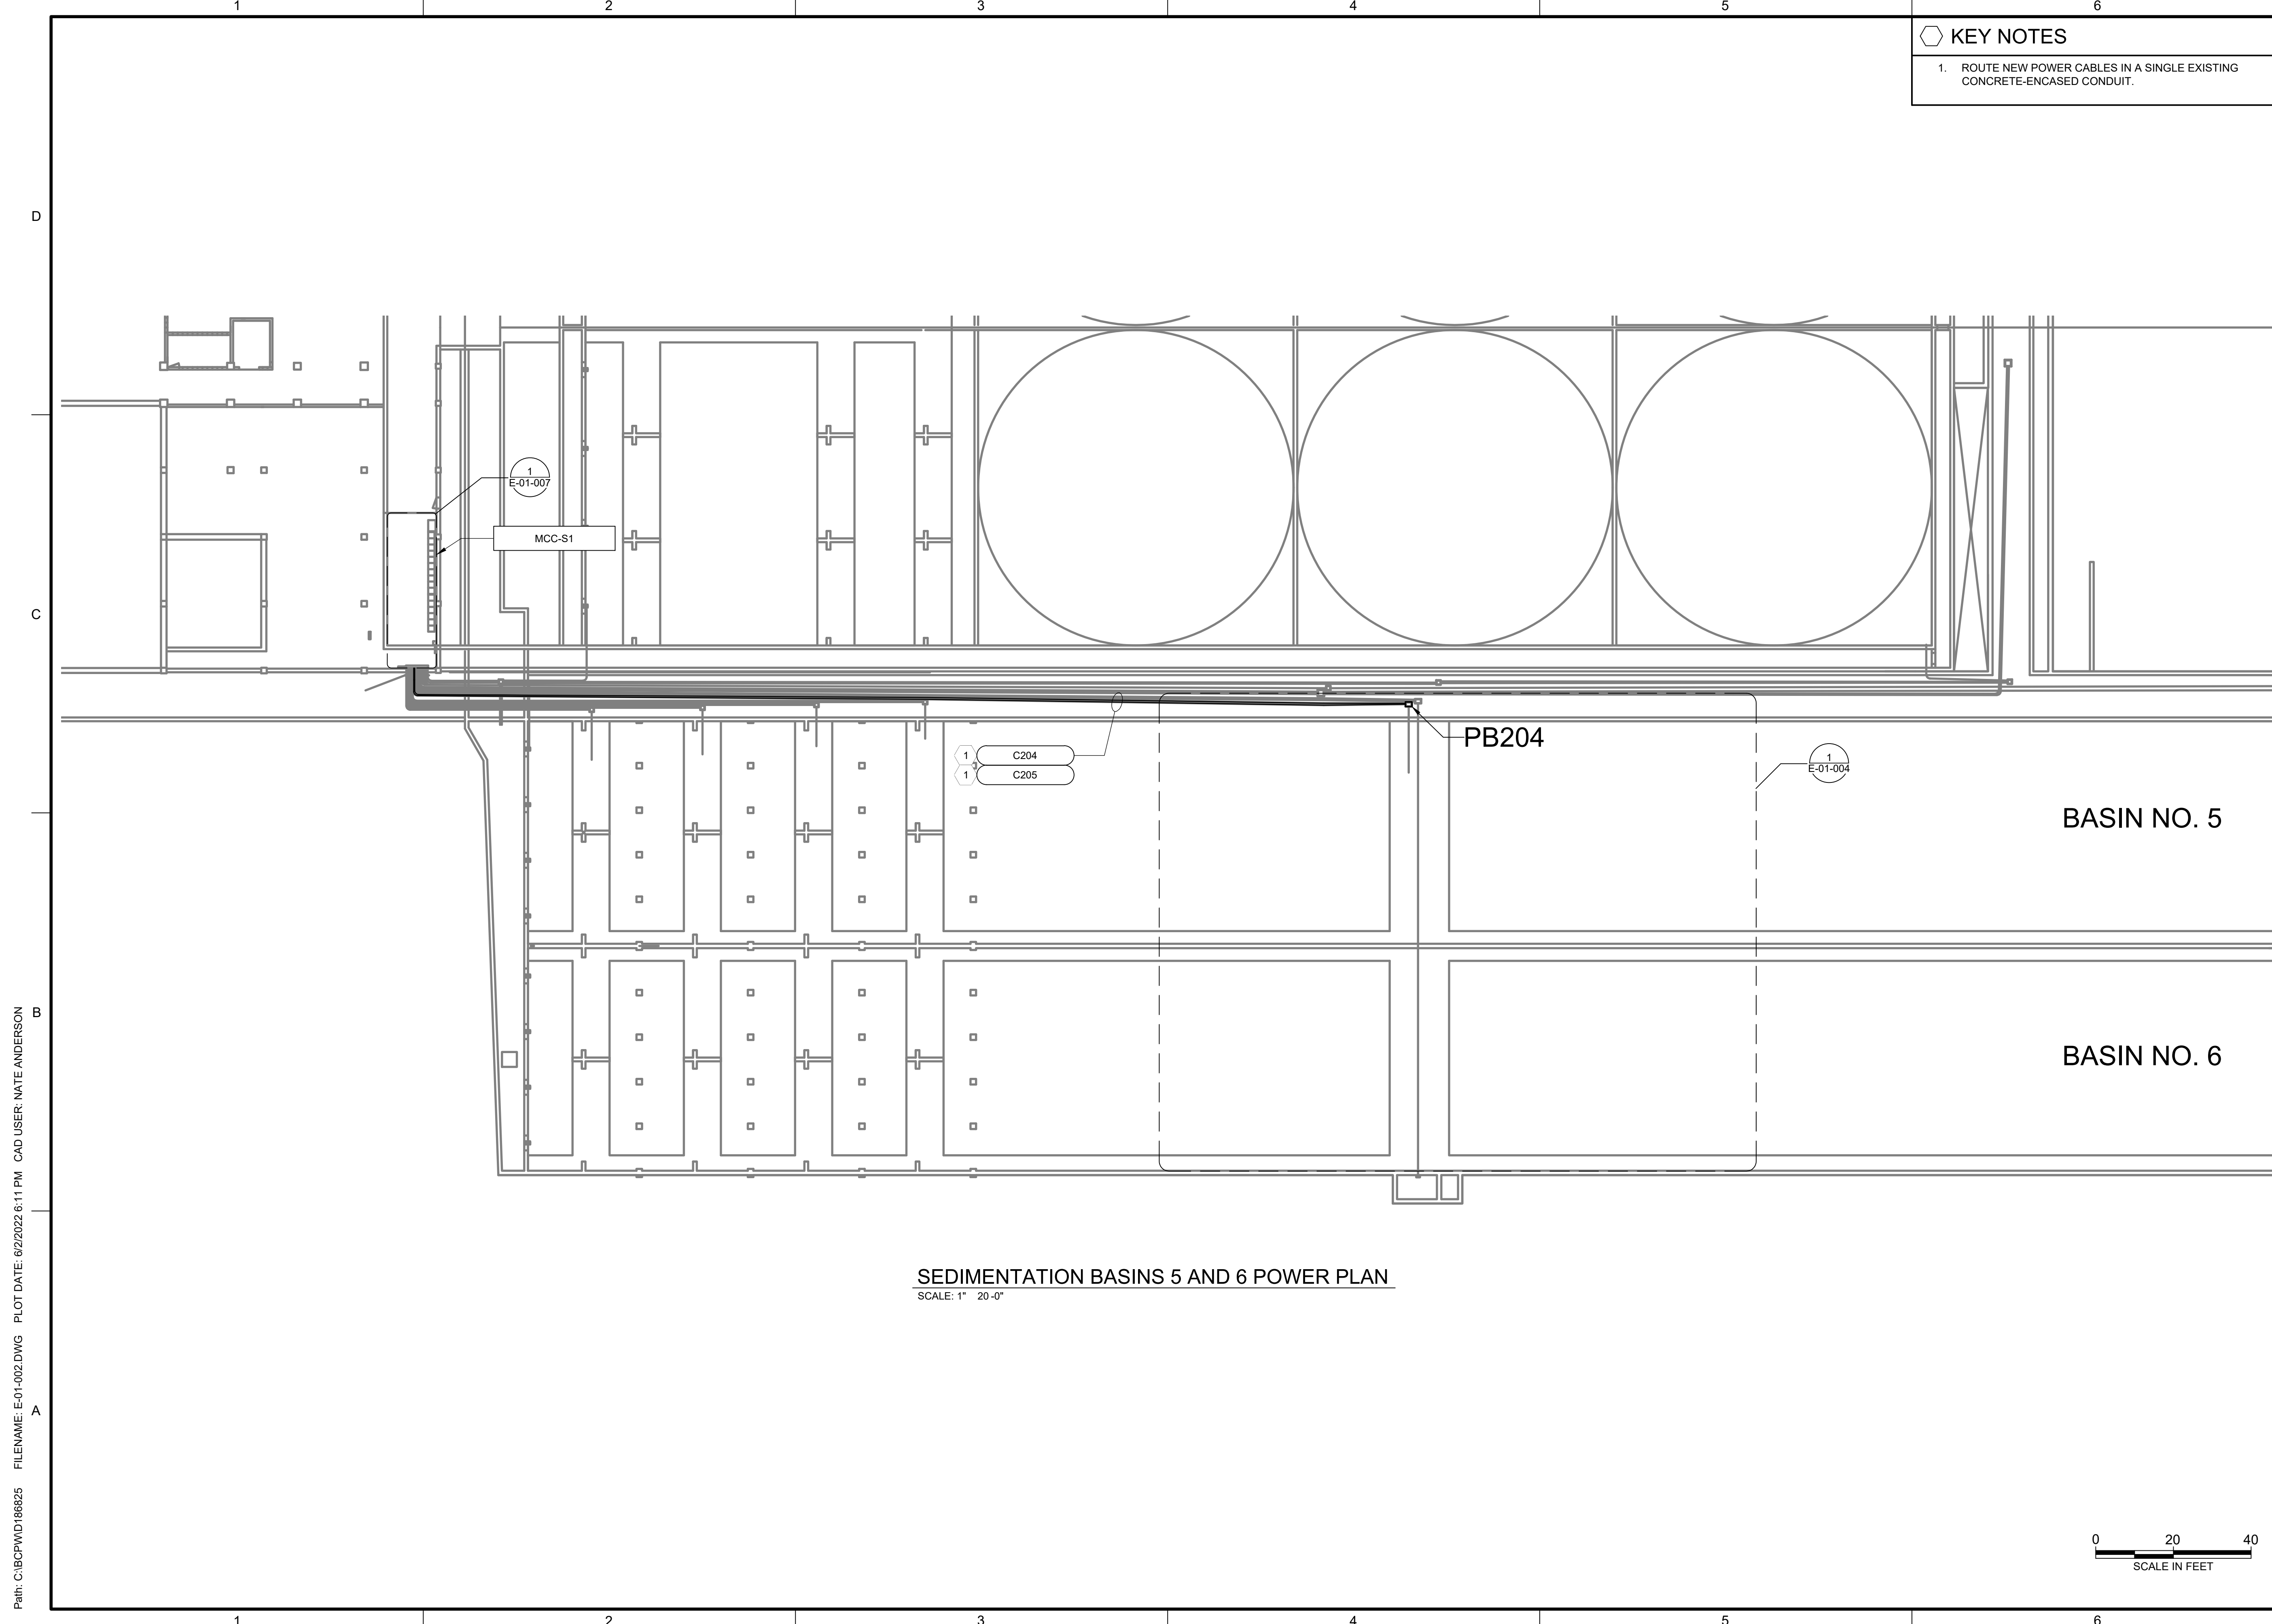 1 2 3 4 5 6
KEY NOTES
1. ROUTE NEW POWER CABLES IN A SINGLE EXISTING
CONCRETE-ENCASED CONDUIT.
D
1
E-01-007
MCC-S1
C
PB204
1 C204
1 C205
1
E-01-004
BASIN NO. 5
B
BASIN NO. 6
SEDIMENTATION BASINS 5 AND 6 POWER PLAN
SCALE: 1" 20-0"
A
0 20 40
SCALE IN FEET
Path: C:\BCPW\D186825 FILENAME: E-01-002.DWG PLOT DATE: 6/2/2022 6:11 PM CAD USER: NATE ANDERSON
1 2 3 4 5 6